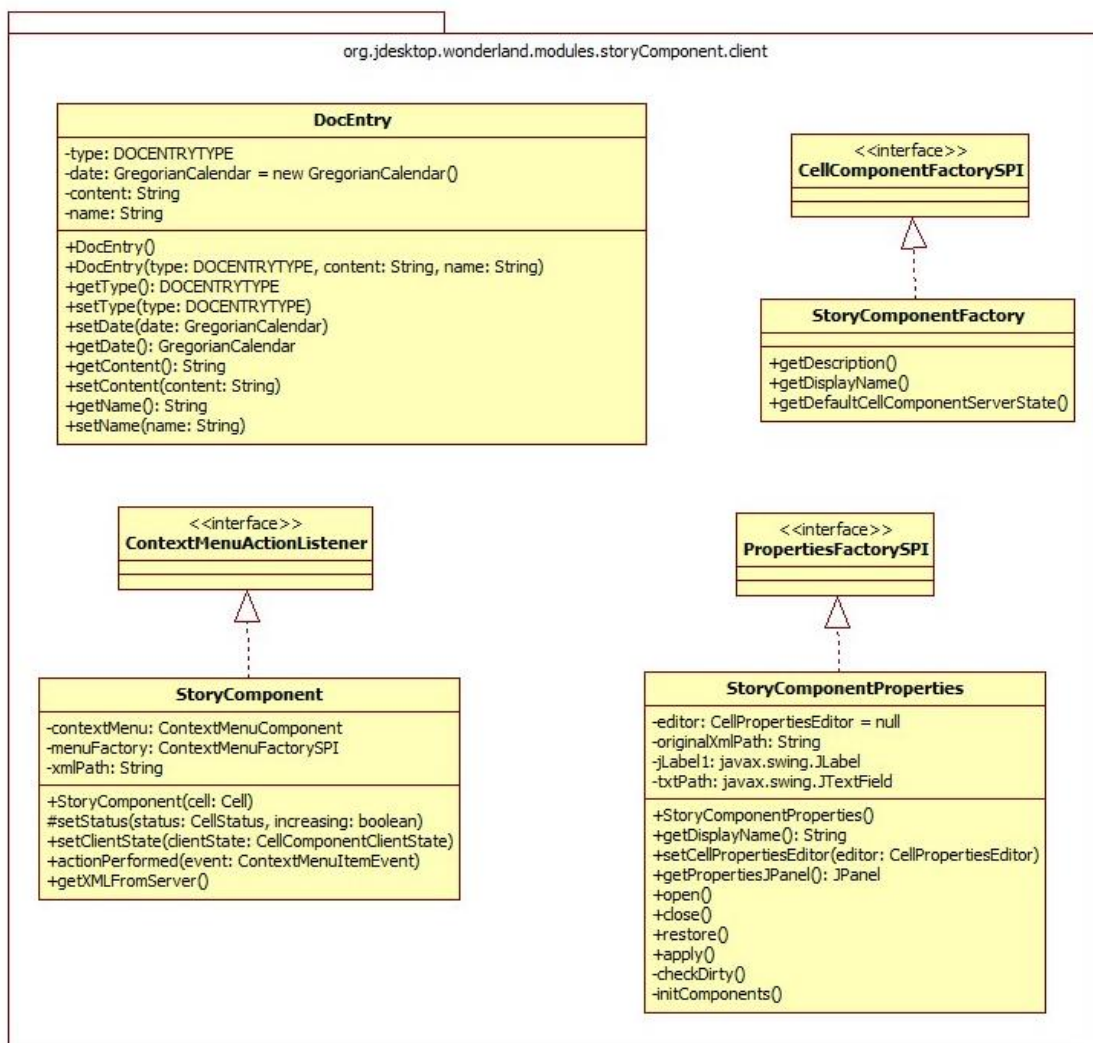 org.jdesktop.wonderland.modules.storyComponent.client
DocEntry
-type: DOCENTRYTYPE
-date: GregorianCalendar = new GregorianCalendar()
-content: String
-name: String
+DocEntry()
+DocEntry(type: DOCENTRYTYPE, content: String, name: String)
+getType(): DOCENTRYTYPE
+setType(type: DOCENTRYTYPE)
+setDate(date: GregorianCalendar)
+getDate(): GregorianCalendar
+getContent(): String
+setContent(content: String)
+getName(): String
+setName(name: String)
<<interface>>
CellComponentFactorySPI
StoryComponentFactory
+getDescription()
+getDisplayName()
+getDefaultCellComponentServerState()
<<interface>>
ContextMenuActionListener
StoryComponent
-contextMenu: ContextMenuComponent
-menuFactory: ContextMenuFactorySPI
-xmlPath: String
+StoryComponent(cell: Cell)
#setStatus(status: CellStatus, increasing: boolean)
+setClientState(clientState: CellComponentClientState)
+actionPerformed(event: ContextMenuItemEvent)
+getXMLFromServer()
<<interface>>
PropertiesFactorySPI
StoryComponentProperties
-editor: CellPropertiesEditor = null
-originalXmlPath: String
-jLabel1: javax.swing.JLabel
-txtPath: javax.swing.JTextField
+StoryComponentProperties()
+getDisplayName(): String
+setCellPropertiesEditor(editor: CellPropertiesEditor)
+getPropertiesJPanel(): JPanel
+open()
+close()
+restore()
+apply()
-checkDirty()
-initComponents()